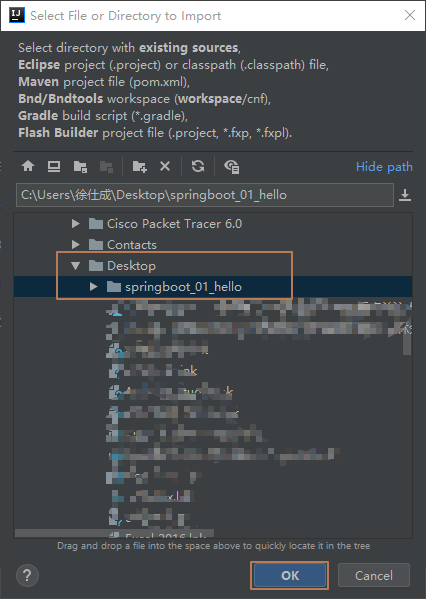 Select File or Directory to Import
Select directory with existing sources,
Eclipse project (.project) or classpath (.classpath) file,
Maven project file (pom.xml),
Bnd/Bndtools workspace (workspace/cnf),
Gradle build script (*.gradle),
Flash Builder project file (.project, *.fxp, *.fxpl).
Hide path
C:\Users\徐仕成\Desktop\springboot_01_hello
Cisco Packet Tracer 6.0
Contacts
Desktop
springboot_01_hello
Drag and drop a file into the space above to quickly locate it in the tree
? OK Cancel